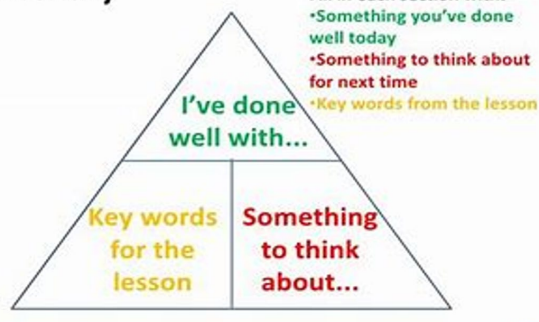 •Something you've done
well today
•Something to think about
for next time
•Key words from the lesson
I've done
well with...
Key words
for the
lesson
Something
to think
about...